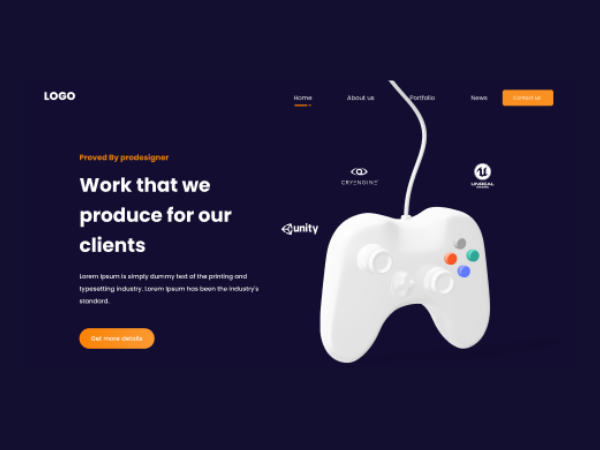 LOGO
Home
About us
Portfolio
News
Contact us
Proved By prodesigner
Work that we
produce for our
clients
Lorem Ipsum is simply dummy text of the printing and
typesetting industry. Lorem Ipsum has been the industry's
standard.
Get more details
CRYENGINE
UNREAL
unity